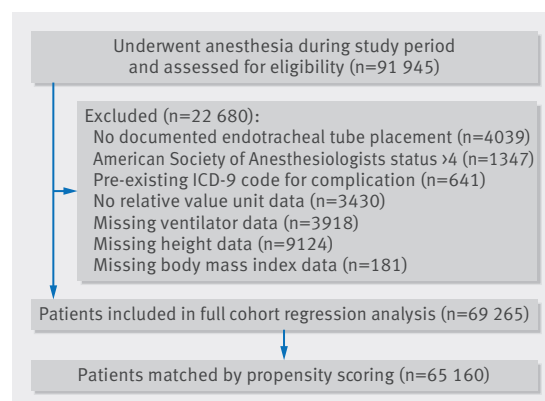 Underwent anesthesia during study period
and assessed for eligibility (n=91 945)
Excluded (n=22 680):
No documented endotracheal tube placement (n=4039)
American Society of Anesthesiologists status >4 (n=1347)
Pre-existing ICD-9 code for complication (n=641)
No relative value unit data (n=3430)
Missing ventilator data (n=3918)
Missing height data (n=9124)
Missing body mass index data (n=181)
Patients included in full cohort regression analysis (n=69 265)
Patients matched by propensity scoring (n=65 160)